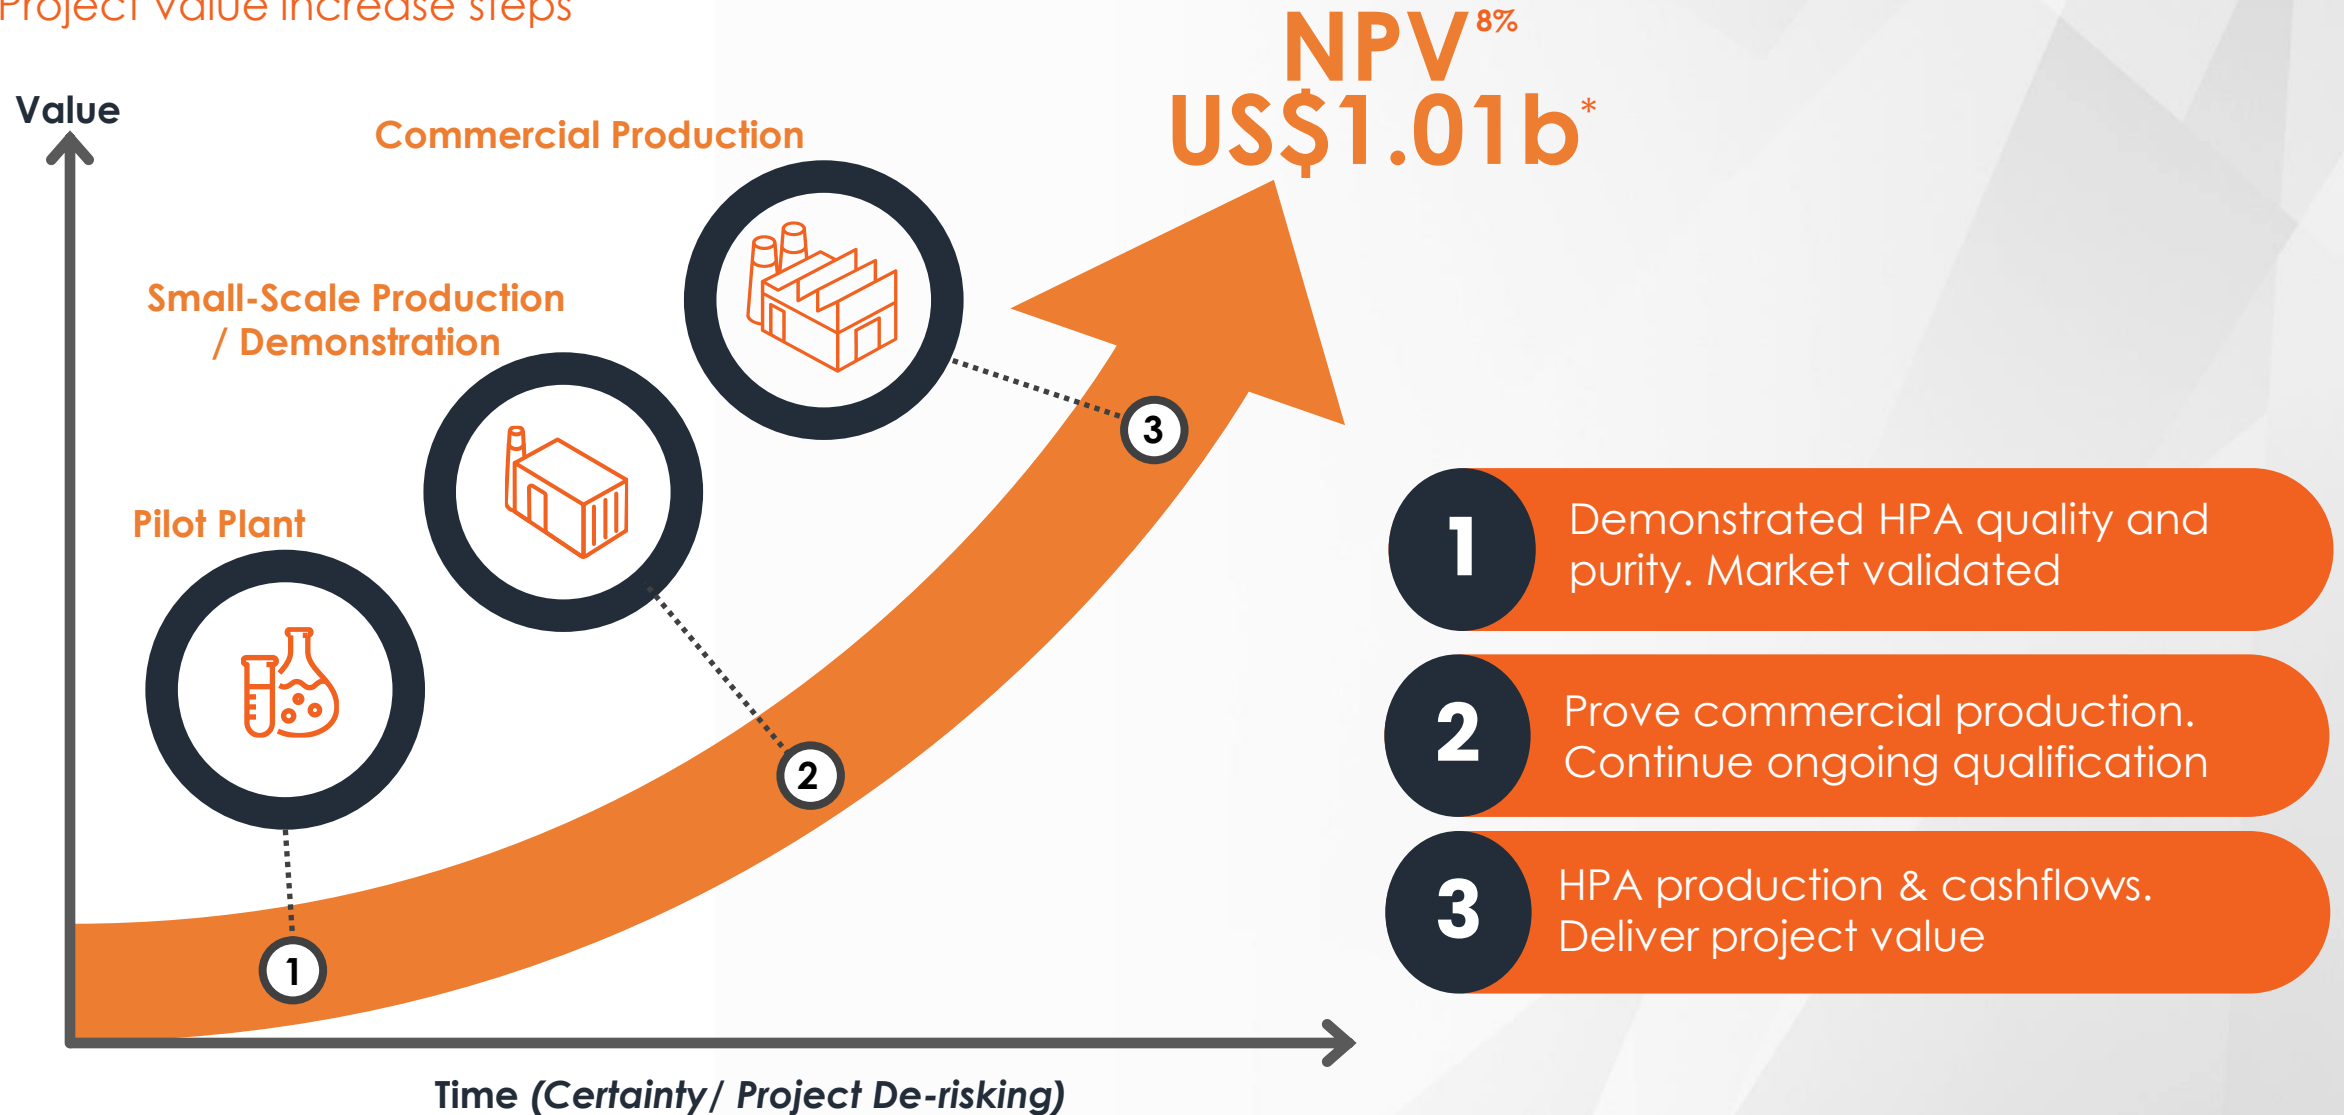 Project value increase steps
NPV 8%
US$1.01b*
Value
Commercial Production
Small-Scale Production
/ Demonstration
Pilot Plant
3
2
1
1
Demonstrated HPA quality and
purity. Market validated
2
Prove commercial production.
Continue ongoing qualification
3
HPA production & cashflows.
Deliver project value
Time (Certainty/ Project De-risking)